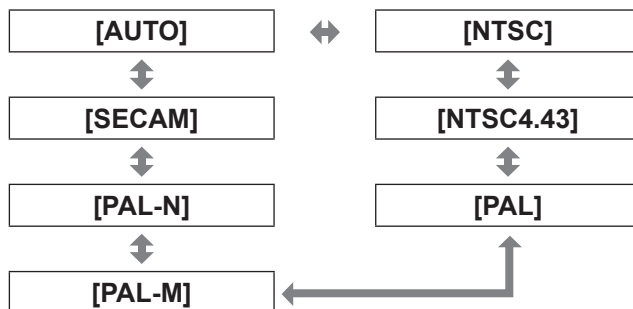 [AUTO] [NTSC]
[SECAM] [NTSC4.43]
[PAL-N] [PAL]
[PAL-M]